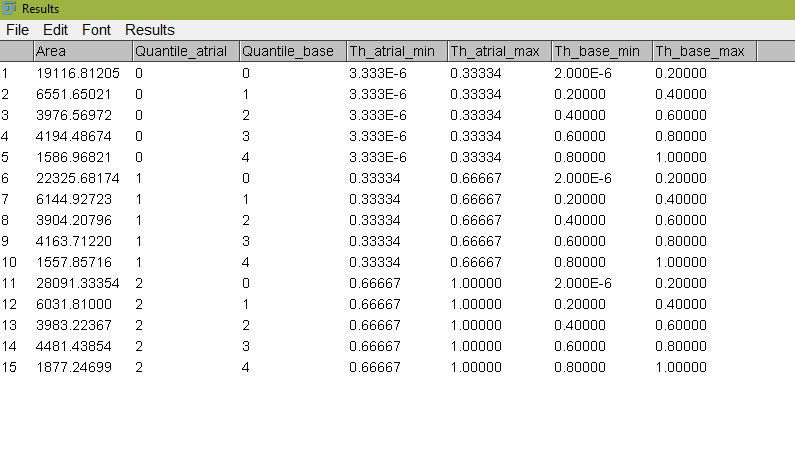 Results
File Edit Font Results
Area Quantile_atrial Quantile_base Th_atrial_min Th_atrial_max Th_base_min Th_base_max
1 19116.81205 0 0 3.333E-6 0.33334 2.000E-6 0.20000
2 6551.65021 0 1 3.333E-6 0.33334 0.20000 0.40000
3 3976.56972 0 2 3.333E-6 0.33334 0.40000 0.60000
4 4194.48674 0 3 3.333E-6 0.33334 0.60000 0.80000
5 1586.96821 0 4 3.333E-6 0.33334 0.80000 1.00000
6 22325.68174 1 0 0.33334 0.66667 2.000E-6 0.20000
7 6144.92723 1 1 0.33334 0.66667 0.20000 0.40000
8 3904.20796 1 2 0.33334 0.66667 0.40000 0.60000
9 4163.71220 1 3 0.33334 0.66667 0.60000 0.80000
10 1557.85716 1 4 0.33334 0.66667 0.80000 1.00000
11 28091.33354 2 0 0.66667 1.00000 2.000E-6 0.20000
12 6031.81000 2 1 0.66667 1.00000 0.20000 0.40000
13 3983.22367 2 2 0.66667 1.00000 0.40000 0.60000
14 4481.43854 2 3 0.66667 1.00000 0.60000 0.80000
15 1877.24699 2 4 0.66667 1.00000 0.80000 1.00000